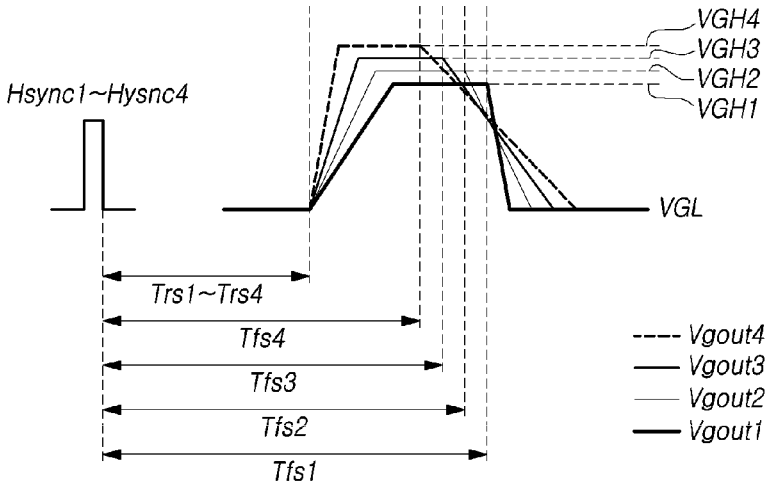 VGH4
VGH3
VGH2
VGH1
Hsync1~Hysnc4
VGL
Trs1~Trs4
Tfs4
Tfs3
Tfs2
Tfs1
Vgout4
Vgout3
Vgout2
Vgout1